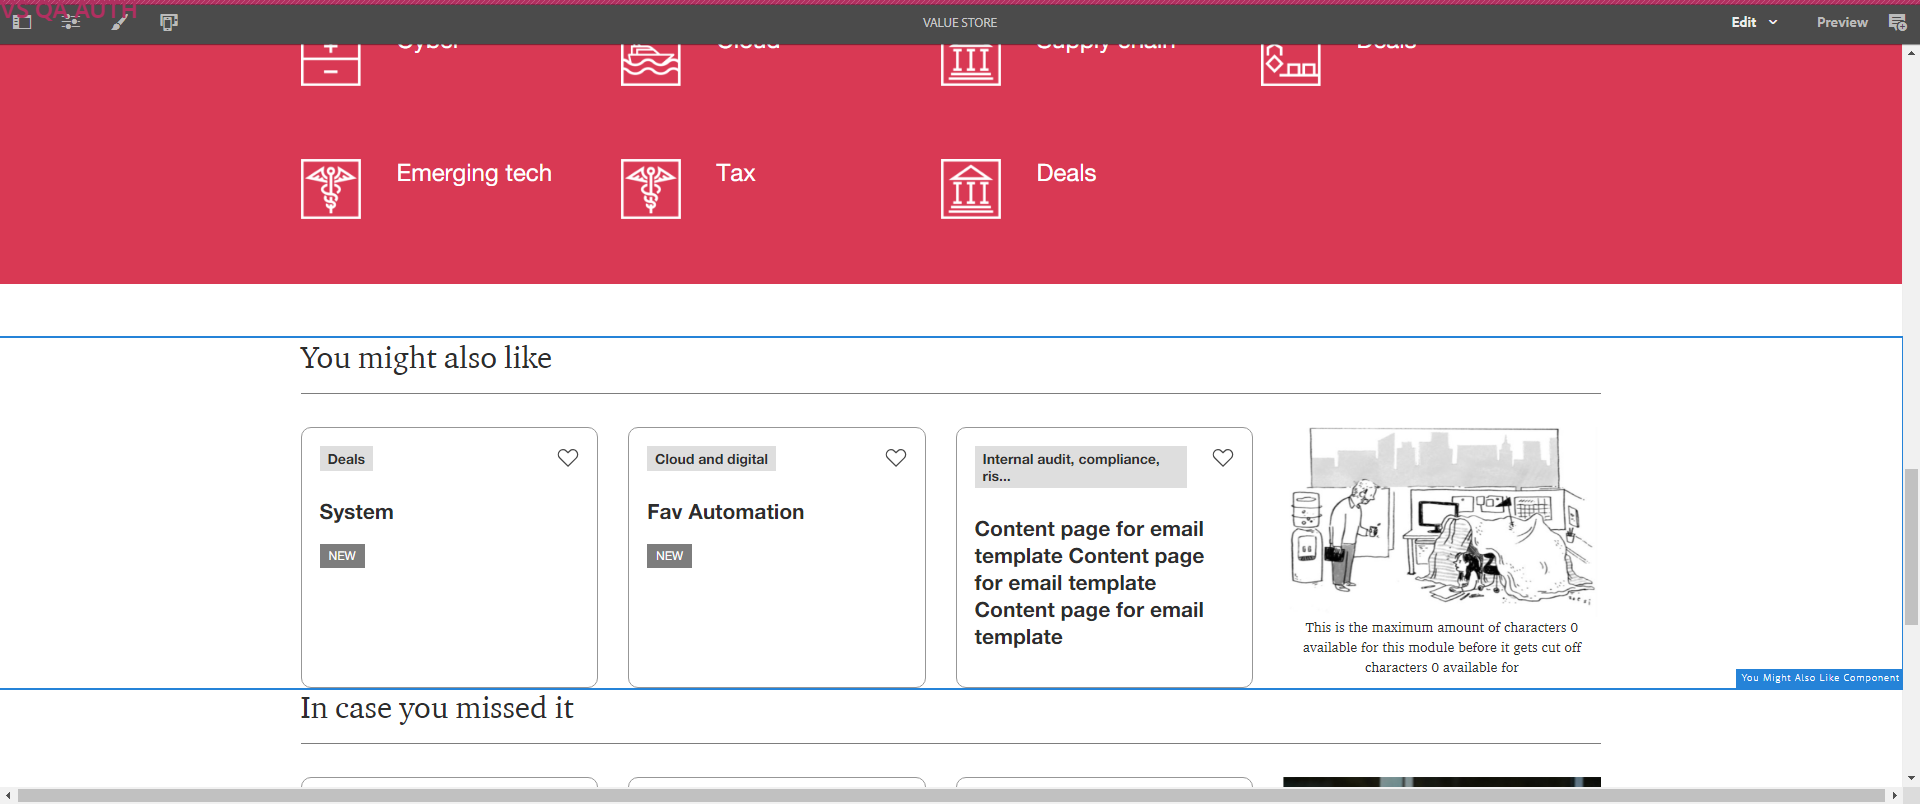 VS QA AUTH
VALUE STORE
Edit
Preview
Cyber
Cloud
Supply chain
Deals
Emerging tech
Tax
Deals
You might also like
Deals
System
NEW
Cloud and digital
Fav Automation
NEW
Internal audit, compliance,
ris...
Content page for email
template Content page
for email template
Content page for email
template
This is the maximum amount of characters 0
available for this module before it gets cut off
characters 0 available for
You Might Also Like Component
In case you missed it